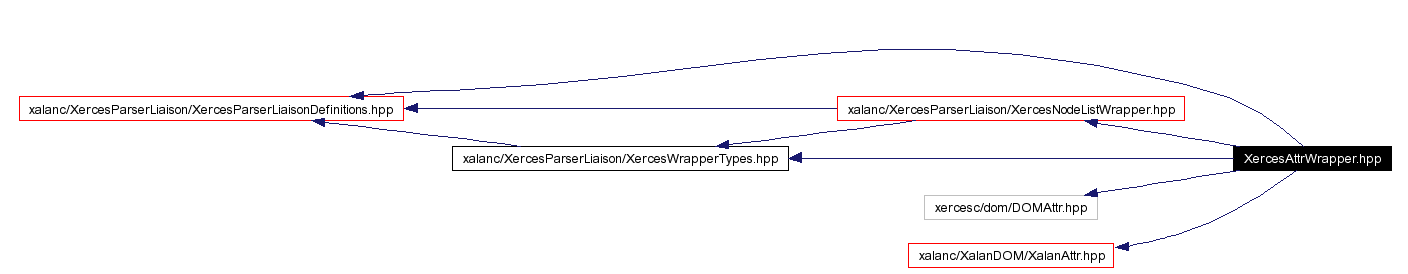 xalanc/XercesParserLiaison/XercesParserLiaisonDefinitions.hpp
xalanc/XercesParserLiaison/XercesNodeListWrapper.hpp
xalanc/XercesParserLiaison/XercesWrapperTypes.hpp
XercesAttrWrapper.hpp
xercesc/dom/DOMAttr.hpp
xalanc/XalanDOM/XalanAttr.hpp